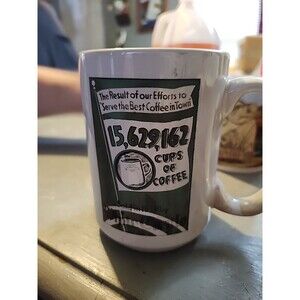 The Result of our Efforts to
"Serve the Best Coffee in Town"
15,629,162
CUPS
OF
COFFEE